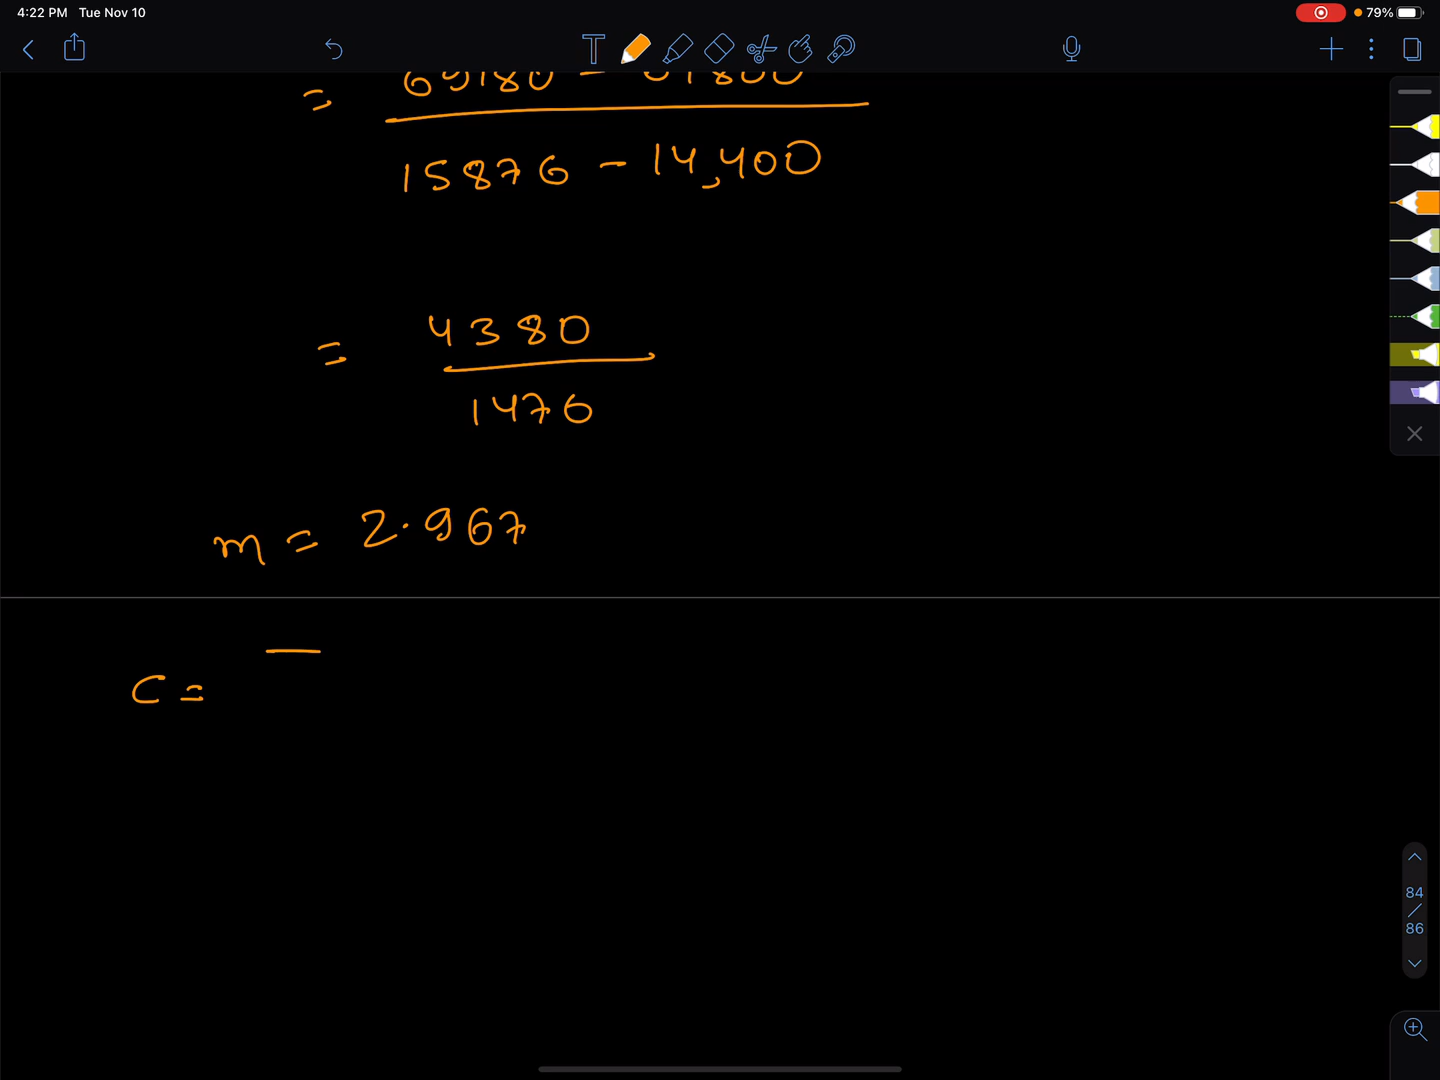 4:22 PM Tue Nov 10 79%
=
15876 - 14,400
= 4380
1476
m = 2.967
C =
84
86